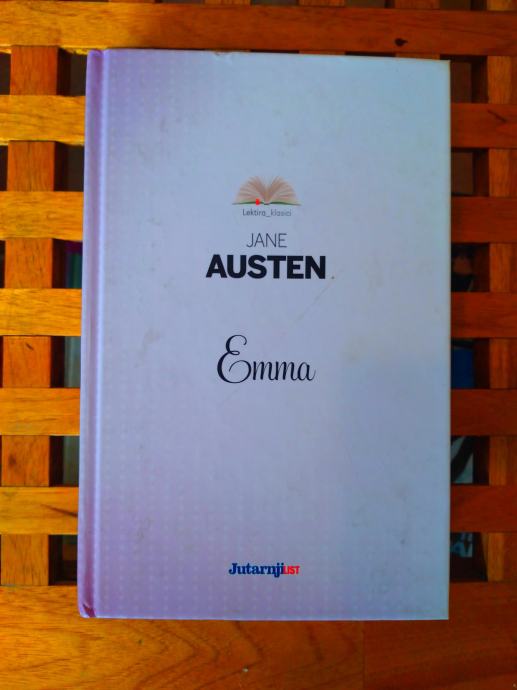 Lektira_klasici
JANE
AUSTEN
Emma
JutarnjiLIST